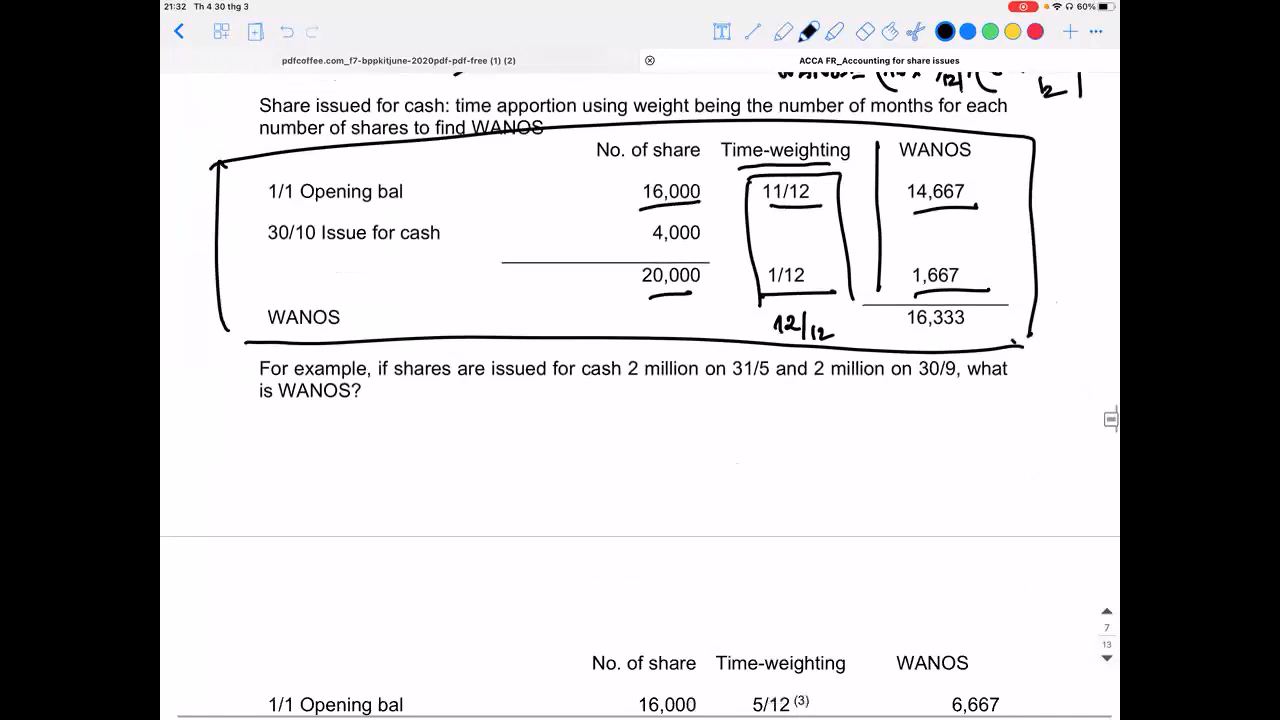 21:32 Th 4 30 thg 3
60%
pdfcoffee.com_f7-bppkitjune-2020pdf-pdf-free (1) (2)
ACCA FR_Accounting for share issues
Share issued for cash: time apportion using weight being the number of months for each
number of shares to find WANOS
No. of share Time-weighting WANOS
1/1 Opening bal 16,000 11/12 14,667
30/10 Issue for cash 4,000
20,000 1/12 1,667
12/12
WANOS 16,333
For example, if shares are issued for cash 2 million on 31/5 and 2 million on 30/9, what
is WANOS?
7
13
No. of share Time-weighting WANOS
1/1 Opening bal 16,000 5/12 (3) 6,667